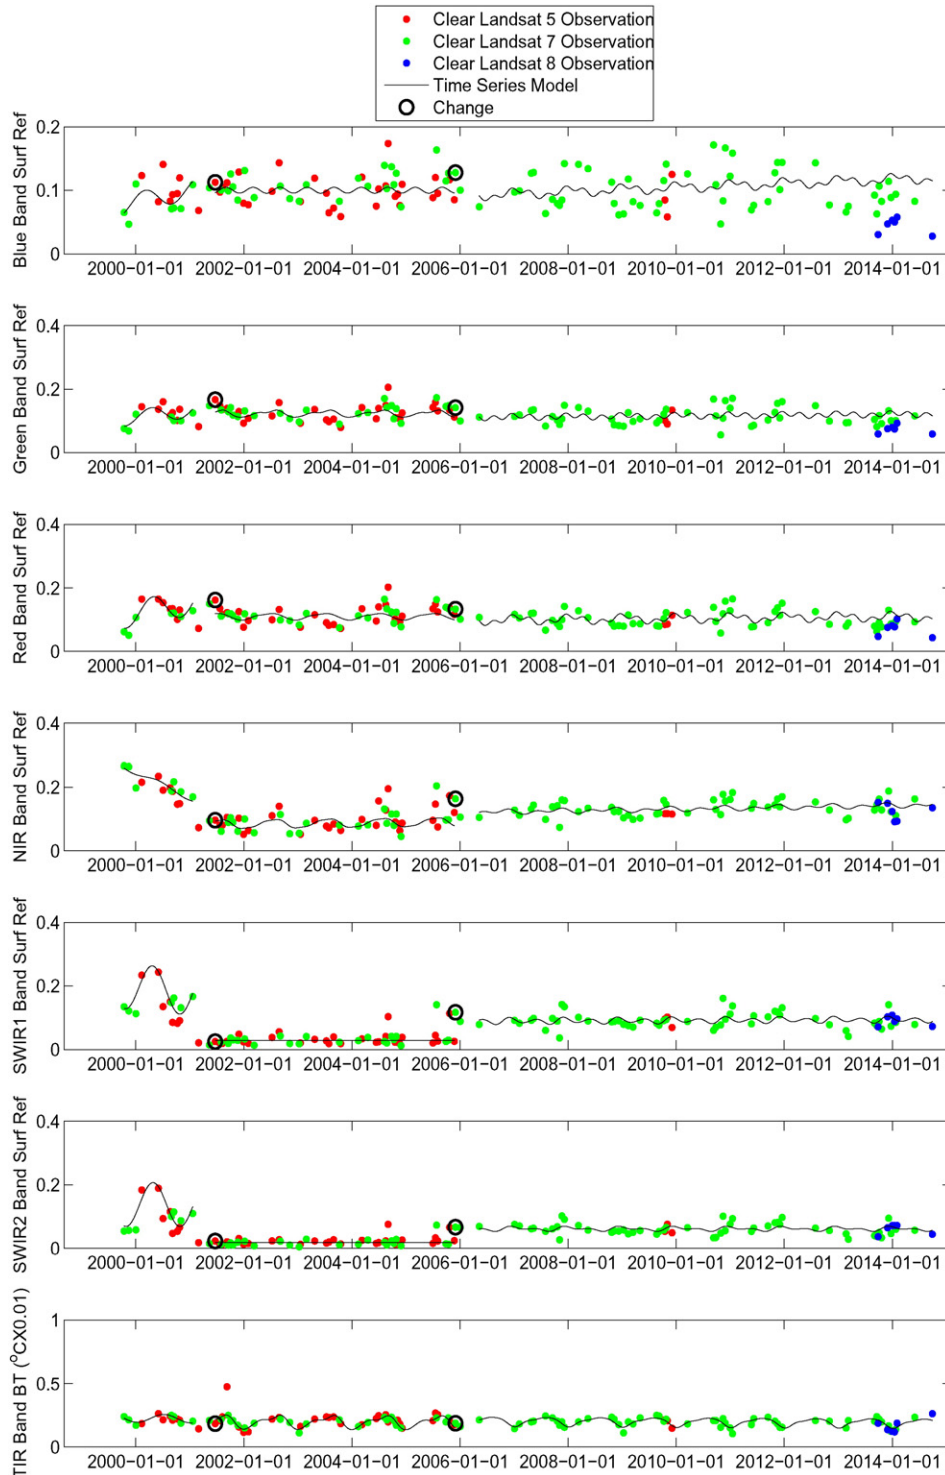 Clear Landsat 5 Observation
Clear Landsat 7 Observation
Clear Landsat 8 Observation
Time Series Model
Change
Blue Band Surf Ref
0.2
0.1
0
2000-01-01 2002-01-01 2004-01-01 2006-01-01 2008-01-01 2010-01-01 2012-01-01 2014-01-01
Green Band Surf Ref
0.4
0.2
0
2000-01-01 2002-01-01 2004-01-01 2006-01-01 2008-01-01 2010-01-01 2012-01-01 2014-01-01
Red Band Surf Ref
0.4
0.2
0
2000-01-01 2002-01-01 2004-01-01 2006-01-01 2008-01-01 2010-01-01 2012-01-01 2014-01-01
NIR Band Surf Ref
0.4
0.2
0
2000-01-01 2002-01-01 2004-01-01 2006-01-01 2008-01-01 2010-01-01 2012-01-01 2014-01-01
SWIR1 Band Surf Ref
0.4
0.2
0
2000-01-01 2002-01-01 2004-01-01 2006-01-01 2008-01-01 2010-01-01 2012-01-01 2014-01-01
SWIR2 Band Surf Ref
0.4
0.2
0
2000-01-01 2002-01-01 2004-01-01 2006-01-01 2008-01-01 2010-01-01 2012-01-01 2014-01-01
TIR Band BT (°CX0.01)
1
0.5
0
2000-01-01 2002-01-01 2004-01-01 2006-01-01 2008-01-01 2010-01-01 2012-01-01 2014-01-01